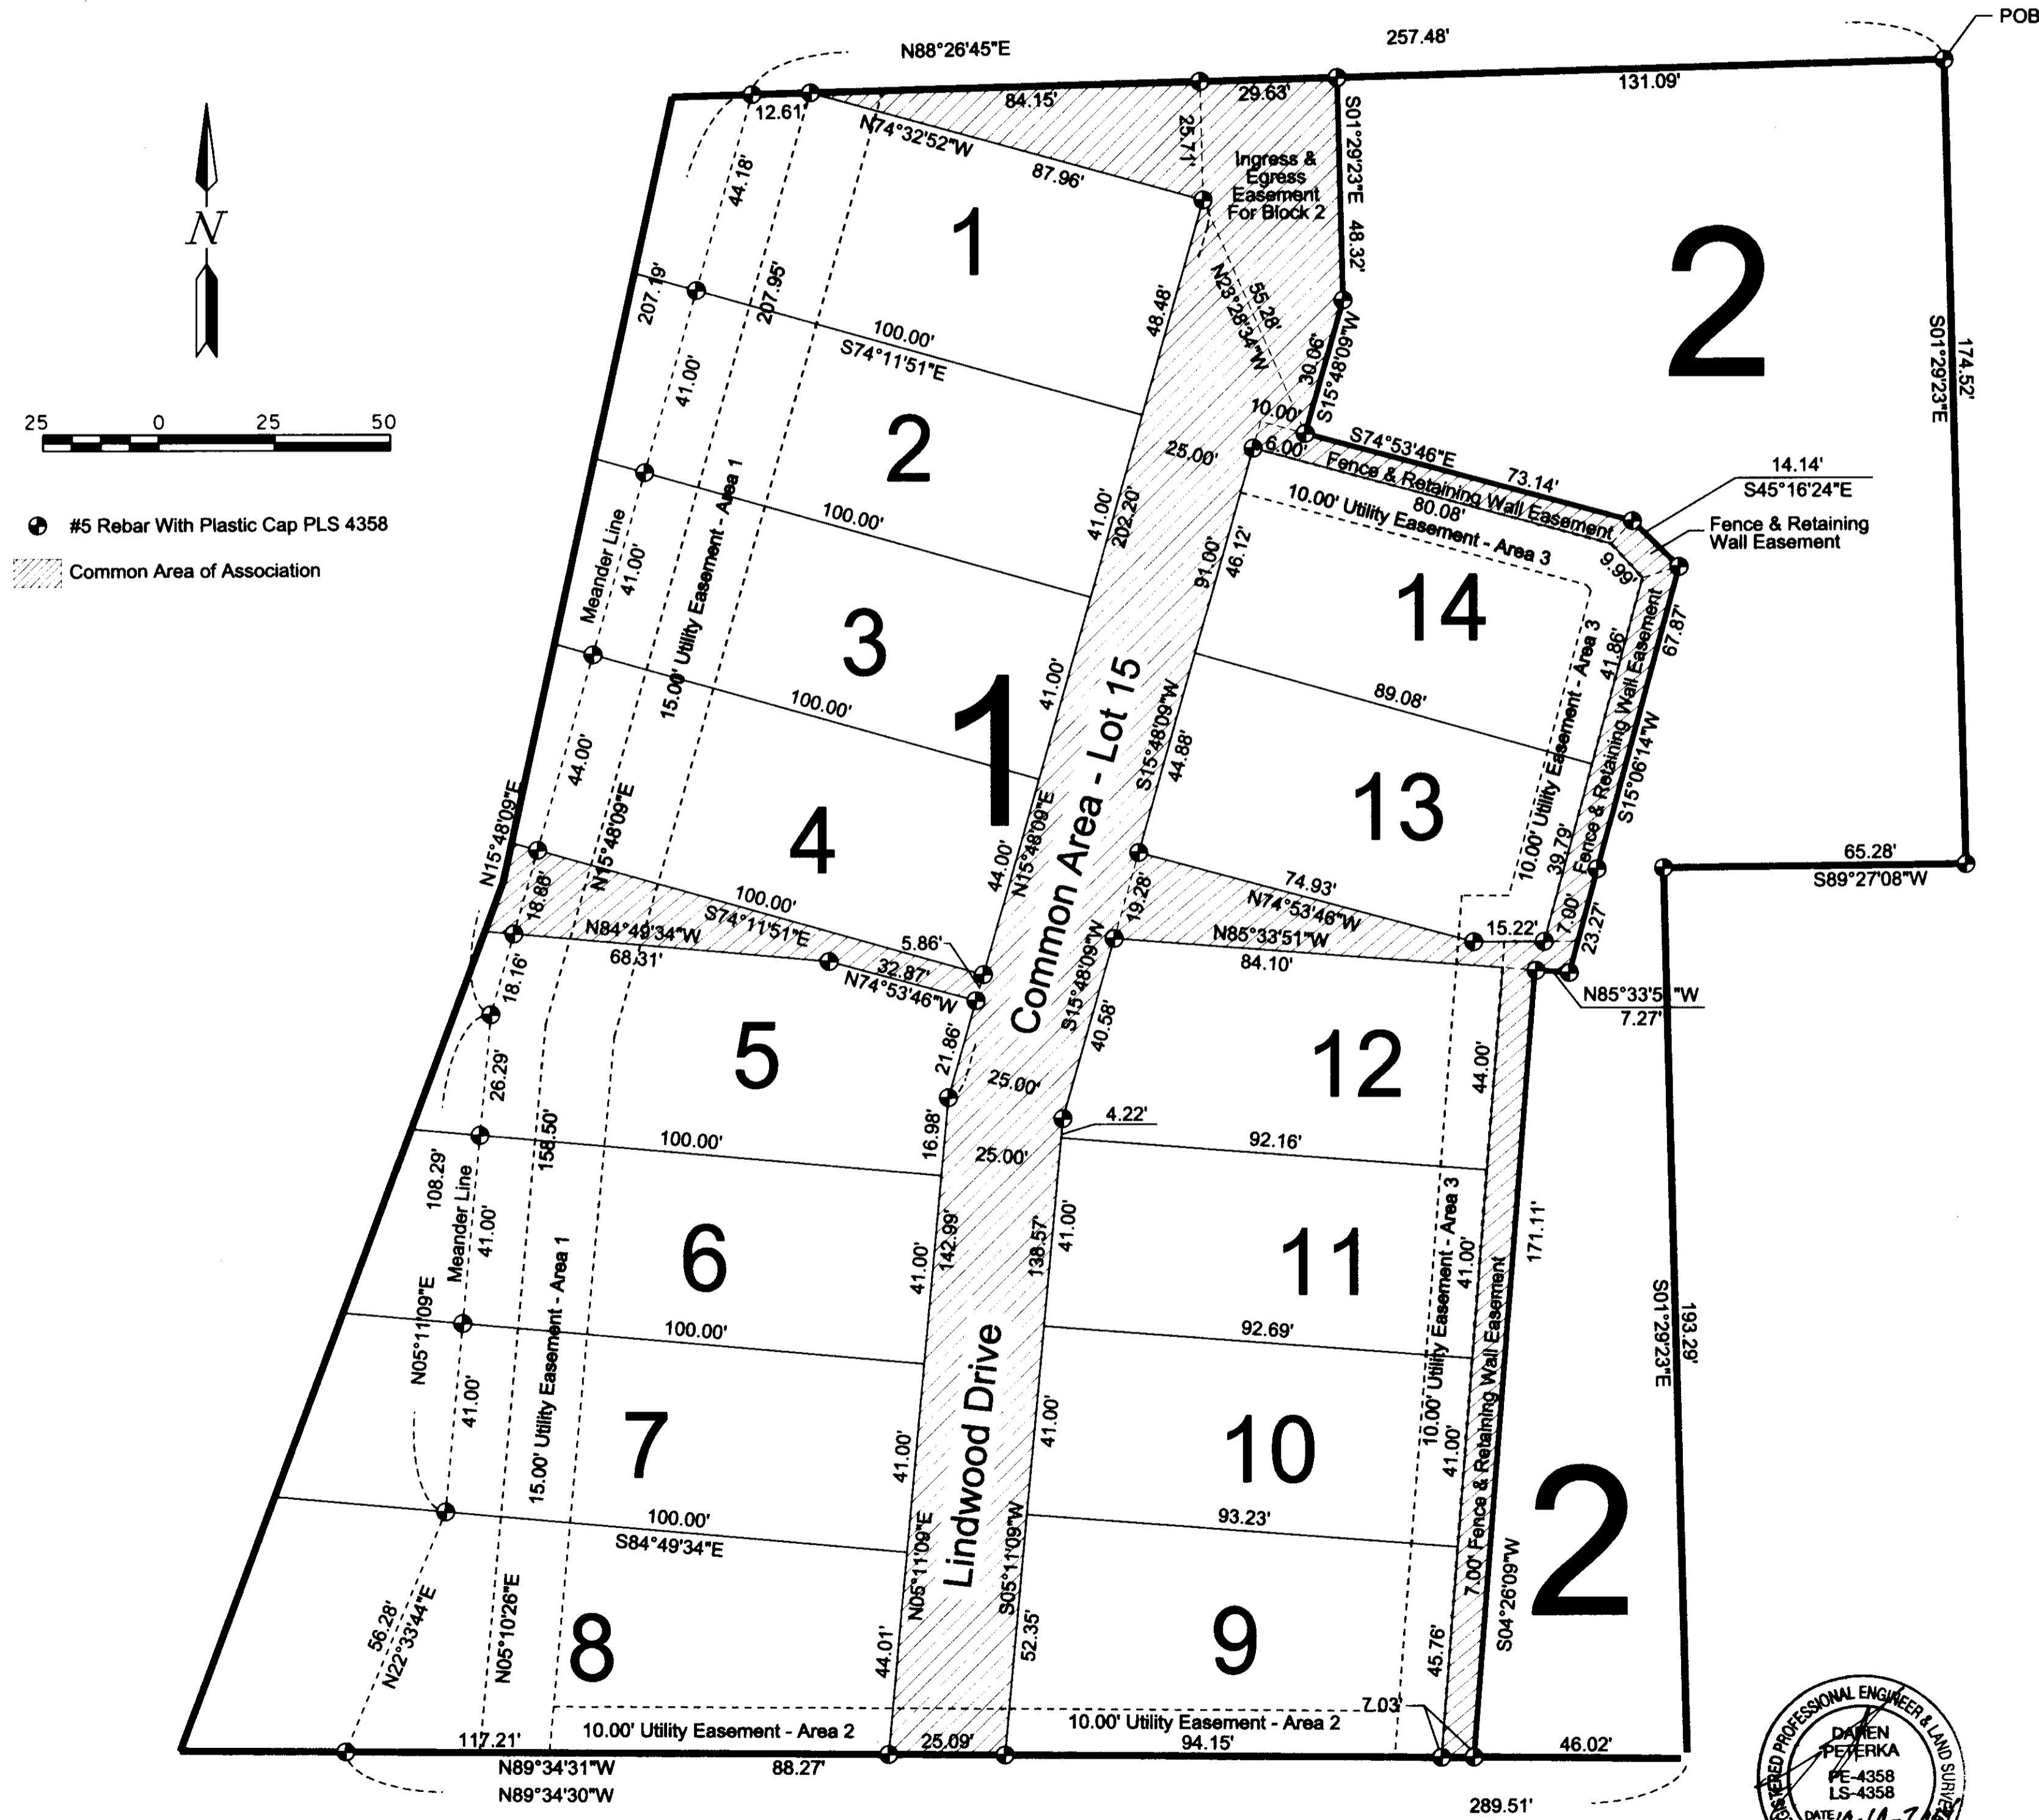 POB
N88°26'45"E
257.48'
131.09'
12.61'
84.15'
29.63'
N74°32'52"W
87.96'
25.71'
S01°29'23"E 48.32'
Ingress &
Egress
Easement
For Block 2
N
44.18'
1
2
207.19'
207.95'
48.48'
55.28'
N23°28'34"W
30.06'
S15°48'09"W
100.00'
S74°11'51"E
S01°29'23"E
174.52'
41.00'
10.00'
6.00'
25 0 25 50
2
25.00'
S74°53'46"E
73.14'
Fence & Retaining Wall Easement
80.08'
10.00' Utility Easement - Area 3
14.14'
S45°16'24"E
#5 Rebar With Plastic Cap PLS 4358
Fence & Retaining
Wall Easement
Common Area of Association
Meander Line
41.00'
15.00' Utility Easement - Area 1
100.00'
41.00'
202.20'
91.00'
46.12'
9.99'
14
41.86'
67.87'
3
100.00'
1
41.00'
Common Area - Lot 15
S15°48'09"W
44.88'
89.08'
10.00' Utility Easement - Area 3
Fence & Retaining Wall Easement
S15°06'14"W
44.00'
N15°48'09"E
N15°48'09"E
4
44.00'
N15°48'09"E
13
39.79'
65.28'
S89°27'08"W
18.86'
100.00'
S74°11'51"E
19.28'
74.93'
N74°53'46"W
7.00'
23.27'
N84°49'34"W
68.31'
5.86'
32.87'
N74°53'46"W
N85°33'51"W
84.10'
15.22'
N85°33'51"W
7.27'
18.16'
5
21.86'
S15°48'09"W
40.58'
12
44.00'
26.29'
25.00'
4.22'
158.50'
100.00'
16.98'
25.00'
92.16'
108.29'
Meander Line
41.00'
6
41.00'
142.99'
138.57'
41.00'
11
10.00' Utility Easement - Area 3
41.00'
171.11'
S01°29'23"E
193.29'
N05°11'09"E
15.00' Utility Easement - Area 1
100.00'
92.69'
41.00'
7
41.00'
Lindwood Drive
41.00'
10
41.00'
7.00' Fence & Retaining Wall Easement
100.00'
S84°49'34"E
93.23'
2
56.28'
N22°33'44"E
N05°10'26"E
8
44.01'
N05°11'09"E
S05°11'09"W
52.35'
9
45.76'
S04°26'09"W
7.03'
10.00' Utility Easement - Area 2
10.00' Utility Easement - Area 2
117.21'
N89°34'31"W
88.27'
25.09'
94.15'
46.02'
N89°34'30"W
289.51'
REGISTERED PROFESSIONAL ENGINEER & LAND SURVE
DAREN
PETERKA
PE-4358
LS-4358
DATE